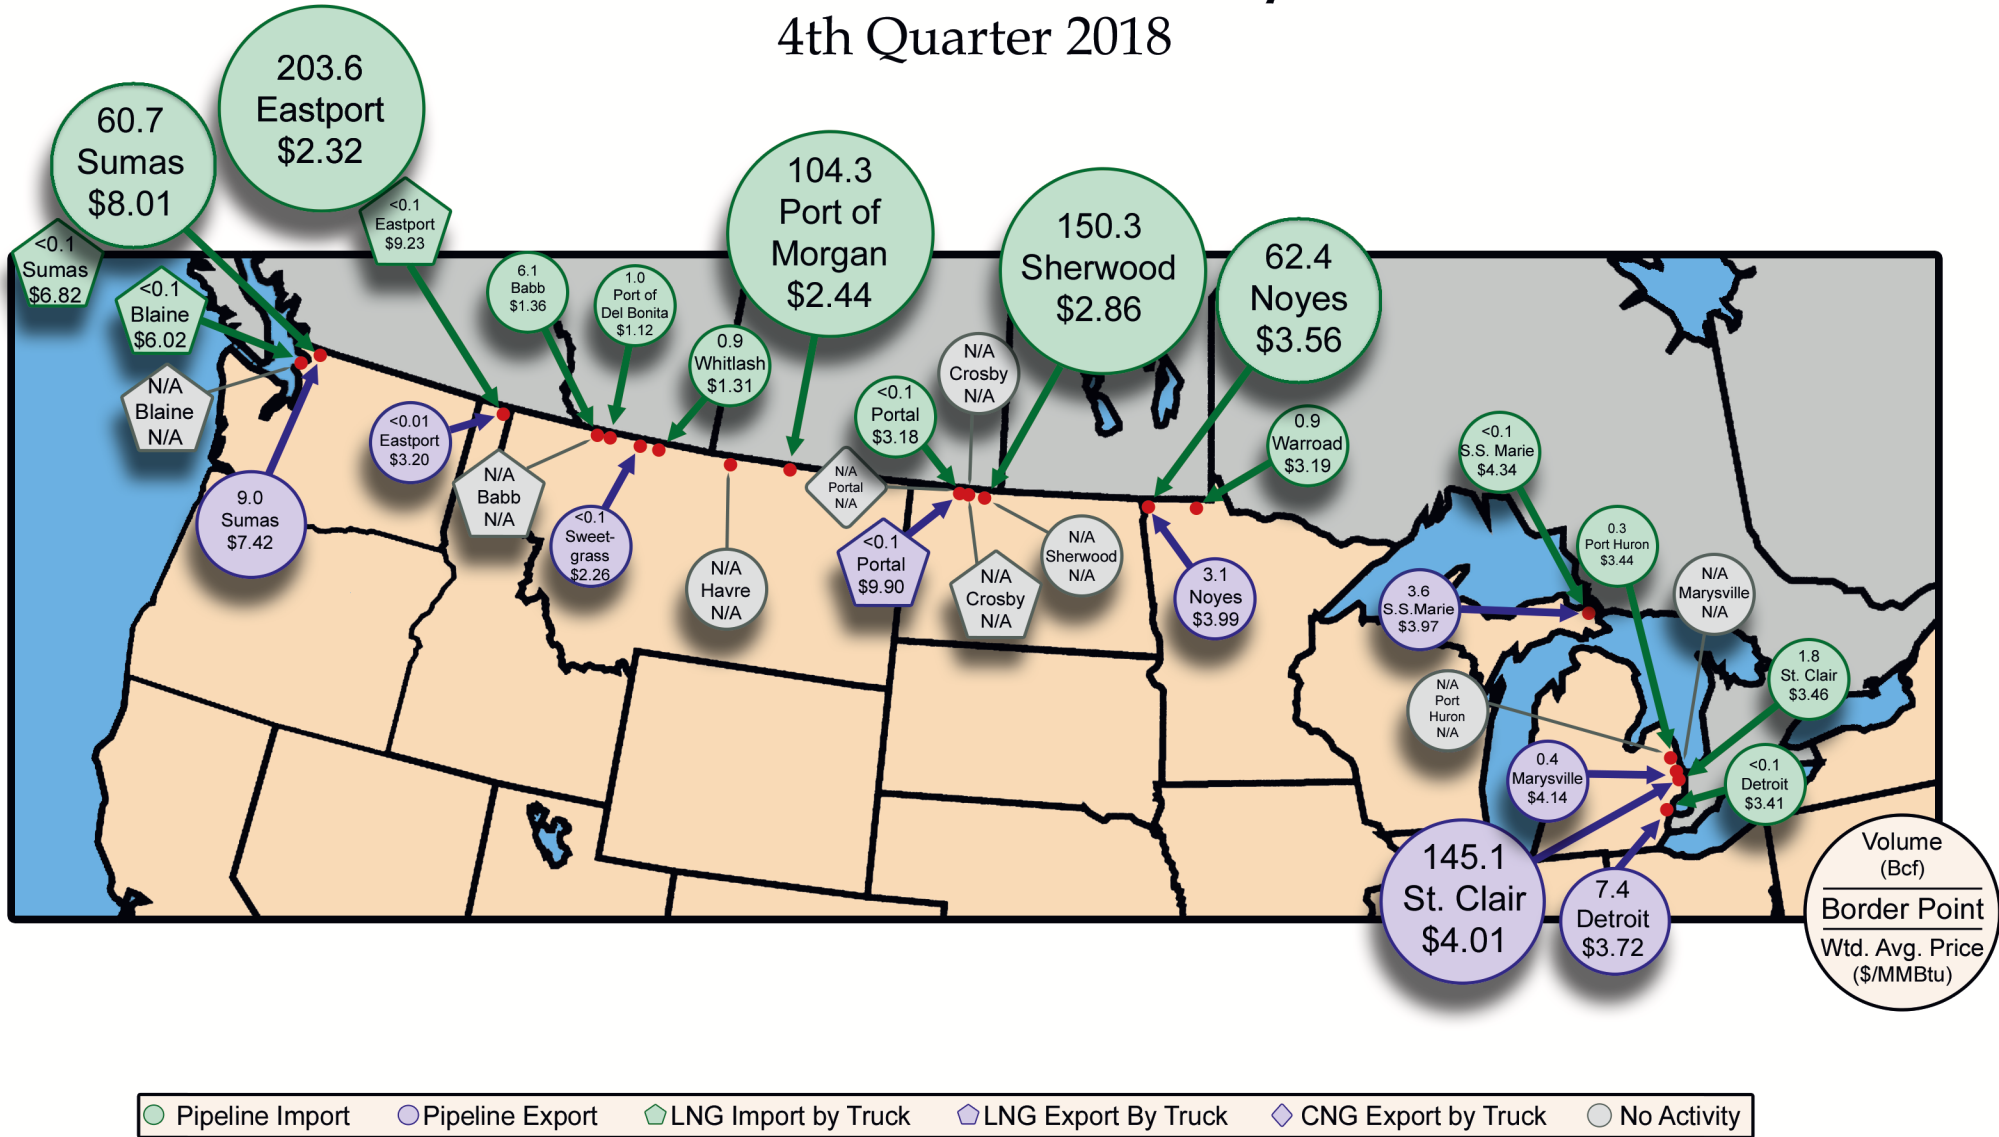 4th Quarter 2018
203.6
Eastport
$2.32
60.7
Sumas
$8.01
<0.1
Sumas
$6.82
<0.1
Blaine
$6.02
N/A
Blaine
N/A
<0.1
Eastport
$9.23
6.1
Babb
$1.36
1.0
Port of
Del Bonita
$1.12
0.9
Whitlash
$1.31
104.3
Port of
Morgan
$2.44
<0.1
Portal
$3.18
N/A
Crosby
N/A
150.3
Sherwood
$2.86
62.4
Noyes
$3.56
0.9
Warroad
$3.19
<0.1
S.S. Marie
$4.34
0.3
Port Huron
$3.44
N/A
Marysville
N/A
1.8
St. Clair
$3.46
<0.1
Detroit
$3.41
9.0
Sumas
$7.42
<0.01
Eastport
$3.20
N/A
Babb
N/A
<0.1
Sweet-
grass
$2.26
N/A
Havre
N/A
N/A
Portal
N/A
<0.1
Portal
$9.90
N/A
Crosby
N/A
N/A
Sherwood
N/A
3.1
Noyes
$3.99
3.6
S.S.Marie
$3.97
N/A
Port
Huron
N/A
0.4
Marysville
$4.14
145.1
St. Clair
$4.01
7.4
Detroit
$3.72
Volume
(Bcf)
Border Point
Wtd. Avg. Price
($/MMBtu)
Pipeline Import
Pipeline Export
LNG Import by Truck
LNG Export By Truck
CNG Export by Truck
No Activity